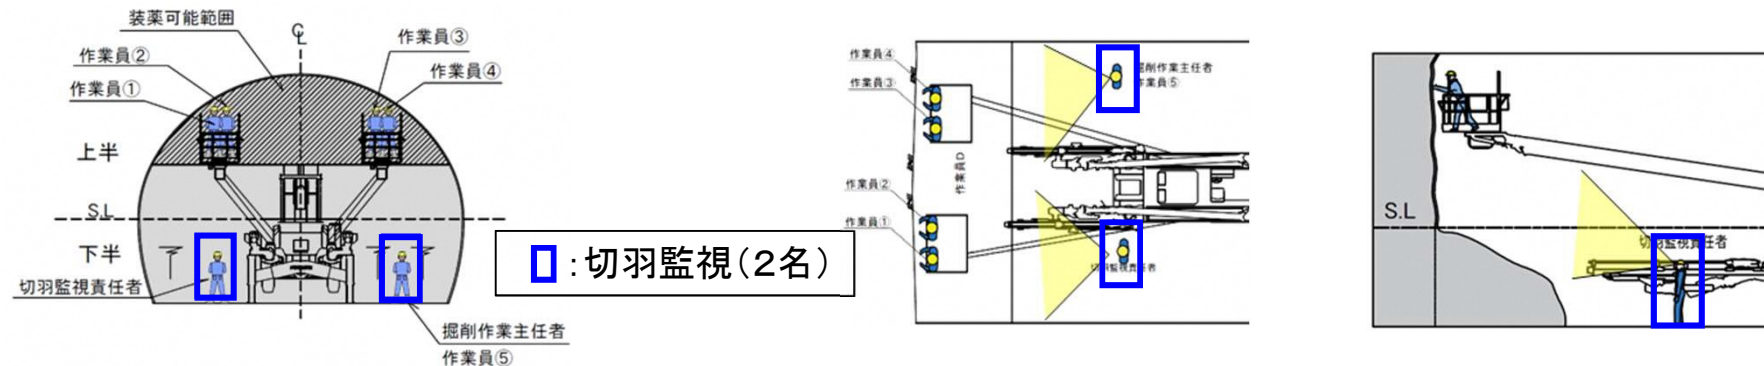 装薬可能範囲
℄
作業員②
作業員③
作業員①
作業員④
上半
S.L
下半
切羽監視責任者
掘削作業主任者
作業員⑤
:切羽監視(2名)
作業員④
作業員③
掘削作業主任者
作業員⑤
作業員D
作業員②
作業員①
切羽監視責任者
S.L
切羽監視責任者